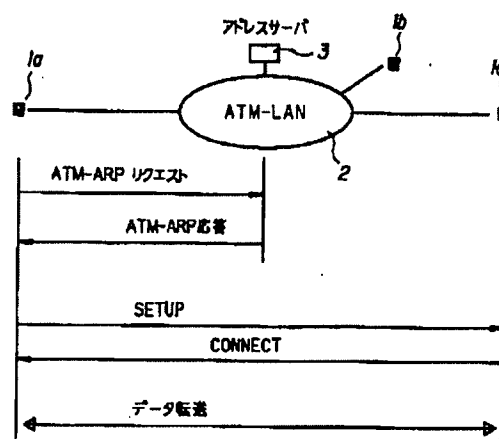 アドレスサーバ
1a
3
1b
ATM-LAN
2
ATM-ARP リクエスト
ATM-ARP応答
SETUP
CONNECT
データ転送